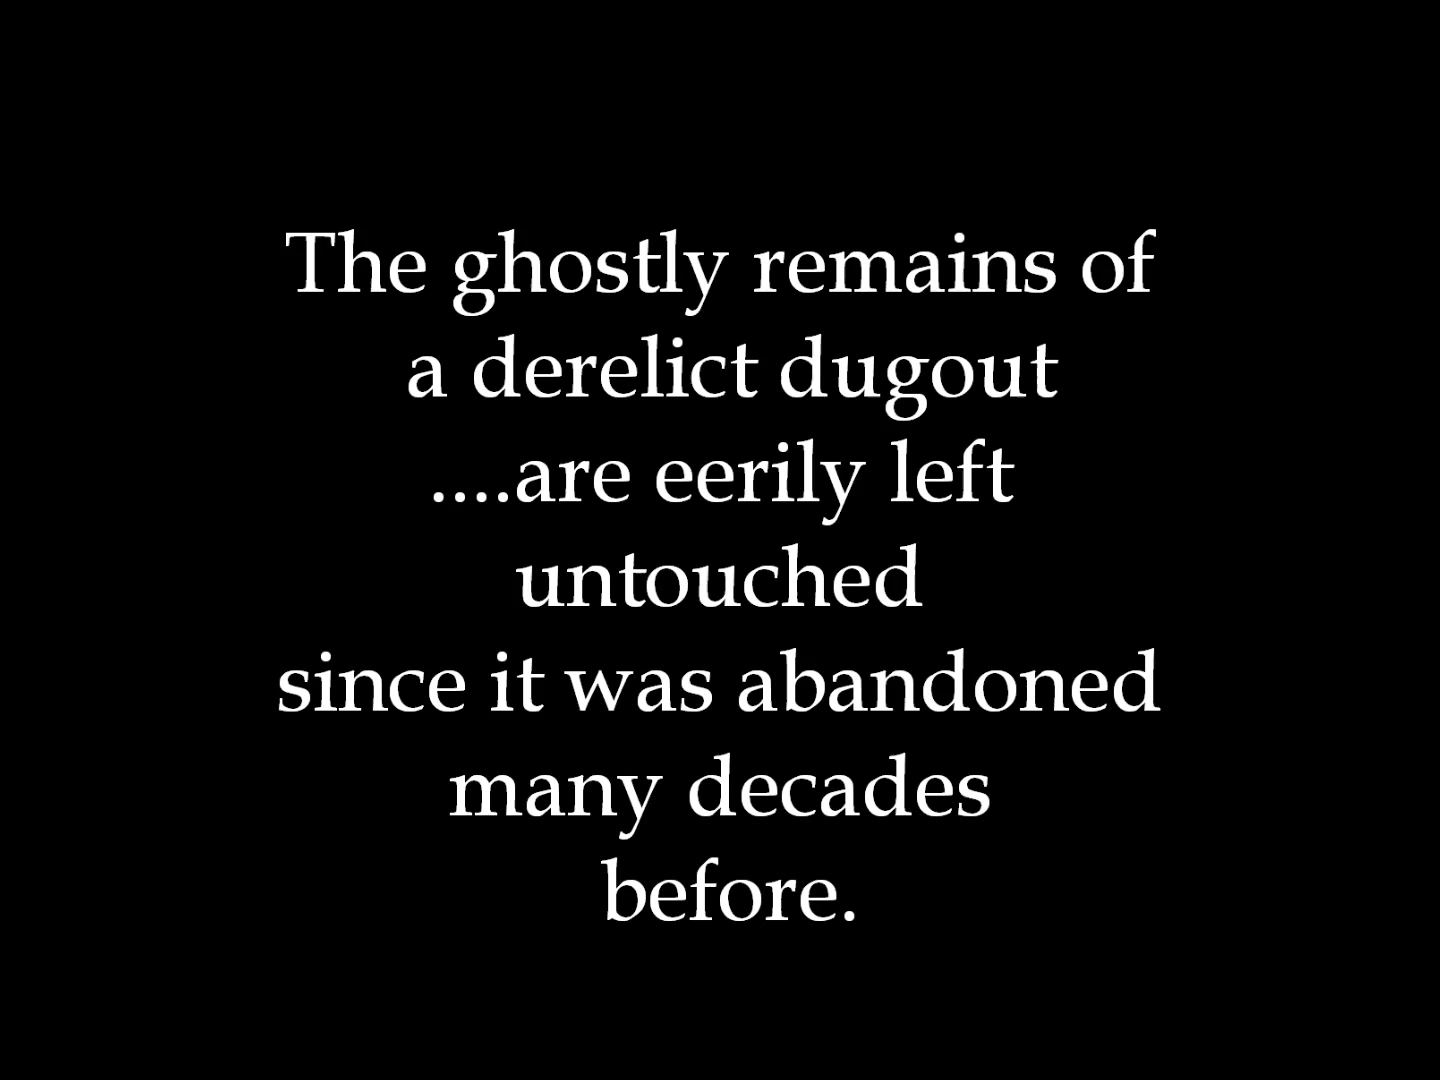 The ghostly remains of
a derelict dugout
....are eerily left
untouched
since it was abandoned
many decades
before.